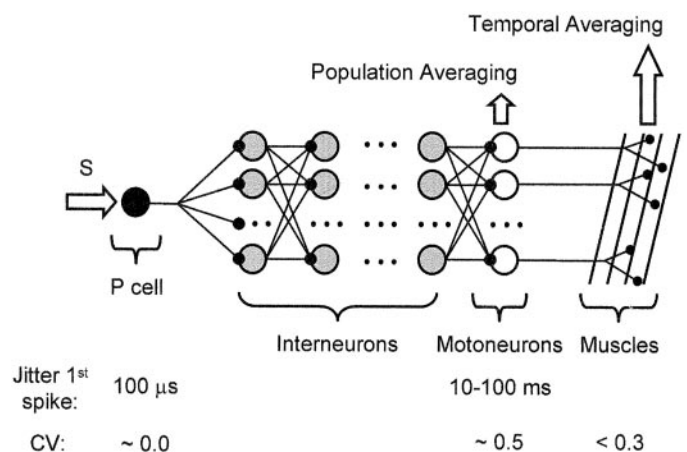 Temporal Averaging
Population Averaging
S
P cell
Interneurons Motoneurons Muscles
Jitter 1st spike: 100 μs 10-100 ms
CV: ~ 0.0 ~ 0.5 < 0.3